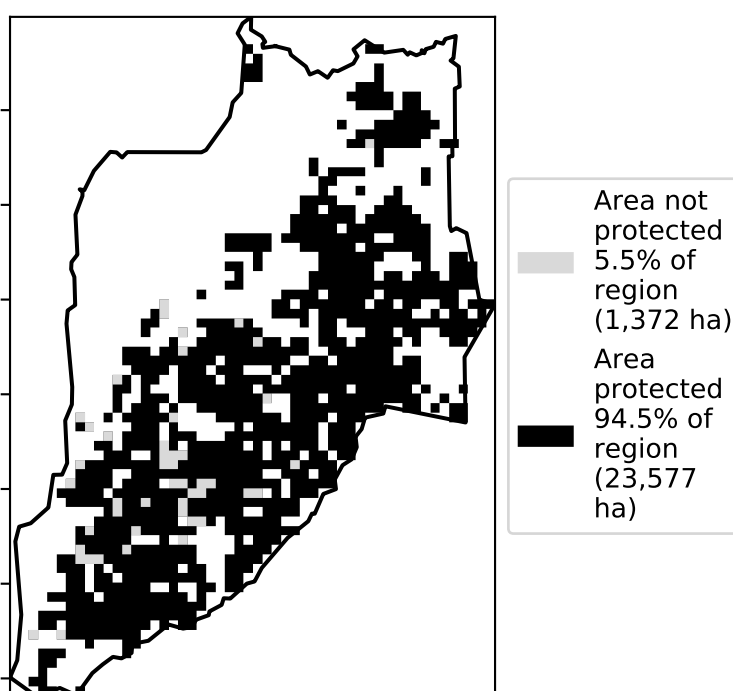 Area not
protected
5.5% of
region
(1,372 ha)
Area
protected
94.5% of
region
(23,577
ha)